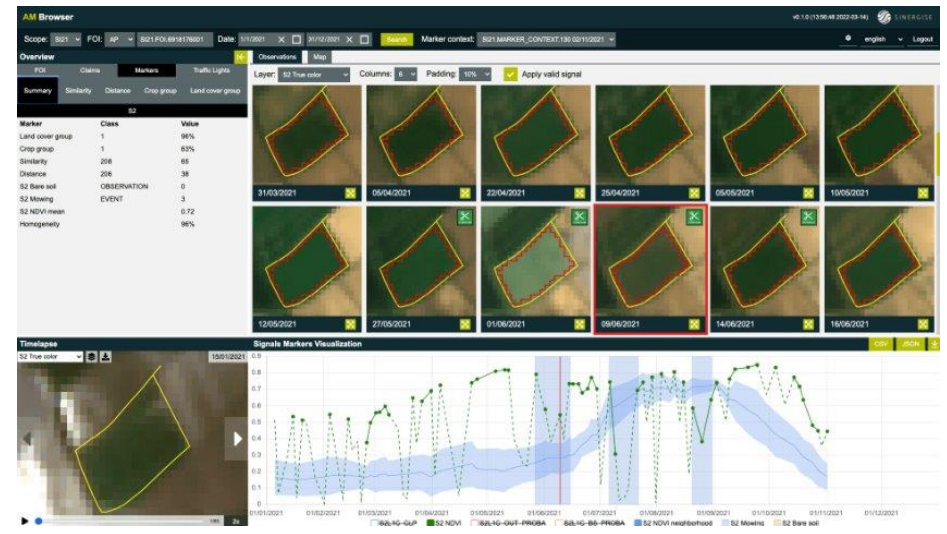 AM Browser
v0.1.0 (13:56:48 2022-03-14) SINERGISE
Scope: SI21 FOI: AP SI21.FOI.6918176001 Date: 1/1/2021 X 31/12/2021 X Search Marker context: SI21.MARKER_CONTEXT.130 02/11/2021 english Logout
Overview
FOI Claims Markers Traffic Lights
Summary Similarity Distance Crop group Land cover group
S2
Marker Class Value
Land cover group 1 96%
Crop group 1 63%
Similarity 206 65
Distance 206 38
S2 Bare soil OBSERVATION 0
S2 Mowing EVENT 3
S2 NDVI mean 0.72
Homogeneity 96%
Observations Map
Layer: S2 True color Columns: 6 Padding: 10% Apply valid signal
31/03/2021 05/04/2021 22/04/2021 25/04/2021 05/05/2021 10/05/2021
12/05/2021 27/05/2021 01/06/2021 09/06/2021 14/06/2021 16/06/2021
Timelapse
S2 True color 15/01/2021
2s
Signals Markers Visualization
CSV JSON
0.9
0.8
0.7
0.6
0.5
0.4
0.3
0.2
0.1
0
01/01/2021 01/02/2021 01/03/2021 01/04/2021 01/05/2021 01/06/2021 01/07/2021 01/08/2021 01/09/2021 01/10/2021 01/11/2021 01/12/2021
S2L1C-CLP S2 NDVI S2L1C-OUT-PROBA S2L1C-BS-PROBA S2 NDVI neighborhood S2 Mowing S2 Bare soil